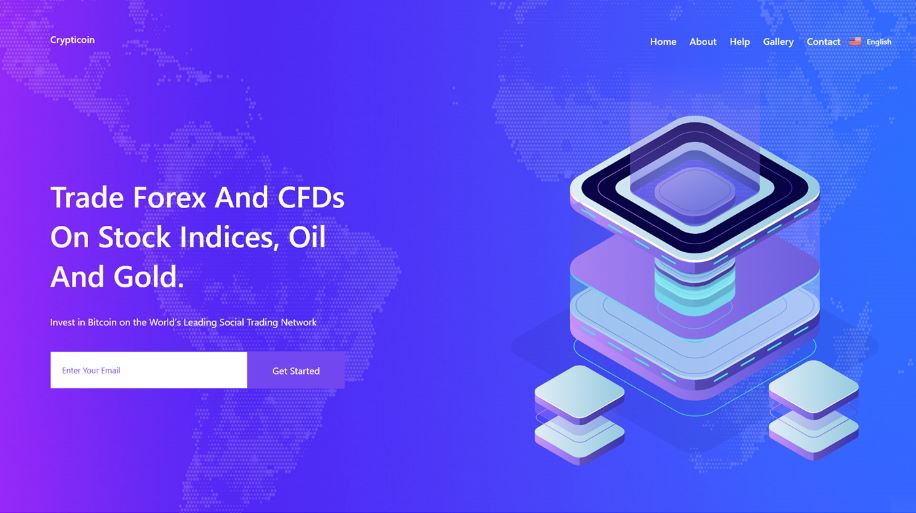 Crypticoin
Home About Help Gallery Contact English
Trade Forex And CFDs
On Stock Indices, Oil
And Gold.
Invest in Bitcoin on the World's Leading Social Trading Network
Enter Your Email
Get Started